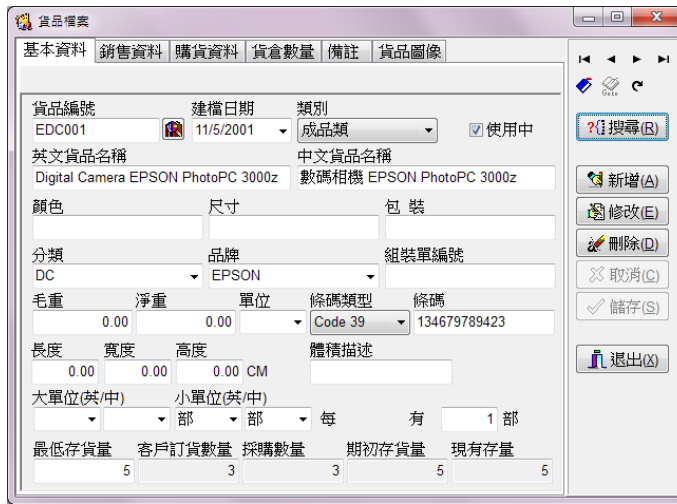 貨品檔案
基本資料 銷售資料 購貨資料 貨倉數量 備註 貨品圖像
貨品編號 建檔日期 類別
EDC001 11/5/2001 成品類 使用中
英文貨品名稱 中文貨品名稱
Digital Camera EPSON PhotoPC 3000z 數碼相機 EPSON PhotoPC 3000z
顏色 尺寸 包 裝
分類 品牌 組裝單編號
DC EPSON
毛重 淨重 單位 條碼類型 條碼
0.00 0.00 Code 39 134679789423
長度 寬度 高度 體積描述
0.00 0.00 0.00 CM
大單位(英/中) 小單位(英/中)
部 部 每 有 1 部
最低存貨量 客戶訂貨數量 採購數量 期初存貨量 現有存量
5 3 3 5 5
Goto
?{} 搜尋(R)
新增(A)
修改(E)
刪除(D)
取消(C)
儲存(S)
退出(X)